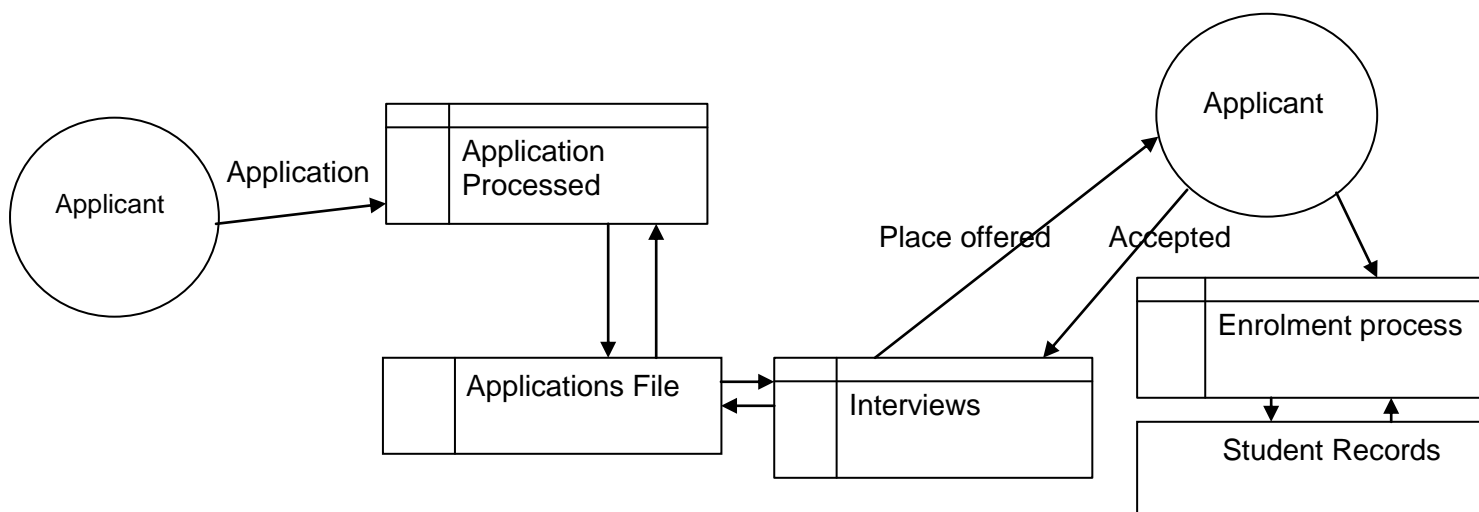 Applicant
Application
Application
Processed
Applications File
Interviews
Place offered
Accepted
Applicant
Enrolment process
Student Records